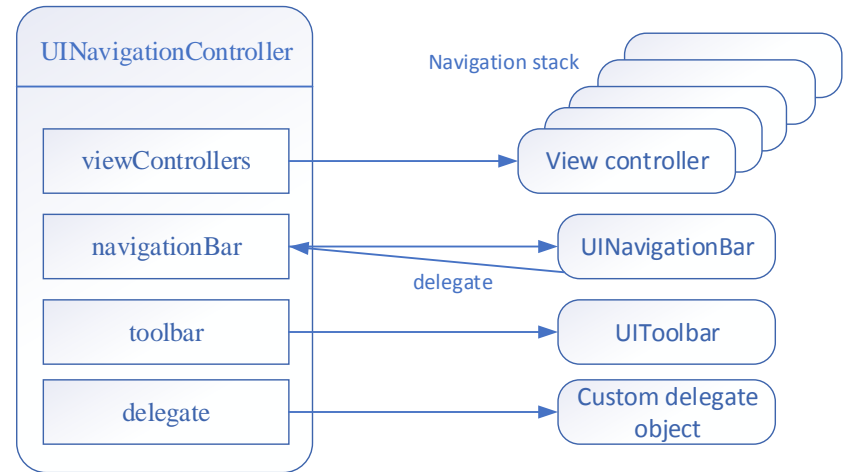 UINavigationController
Navigation stack
viewControllers
View controller
navigationBar
UINavigationBar
delegate
toolbar
UIToolbar
delegate
Custom delegate
object